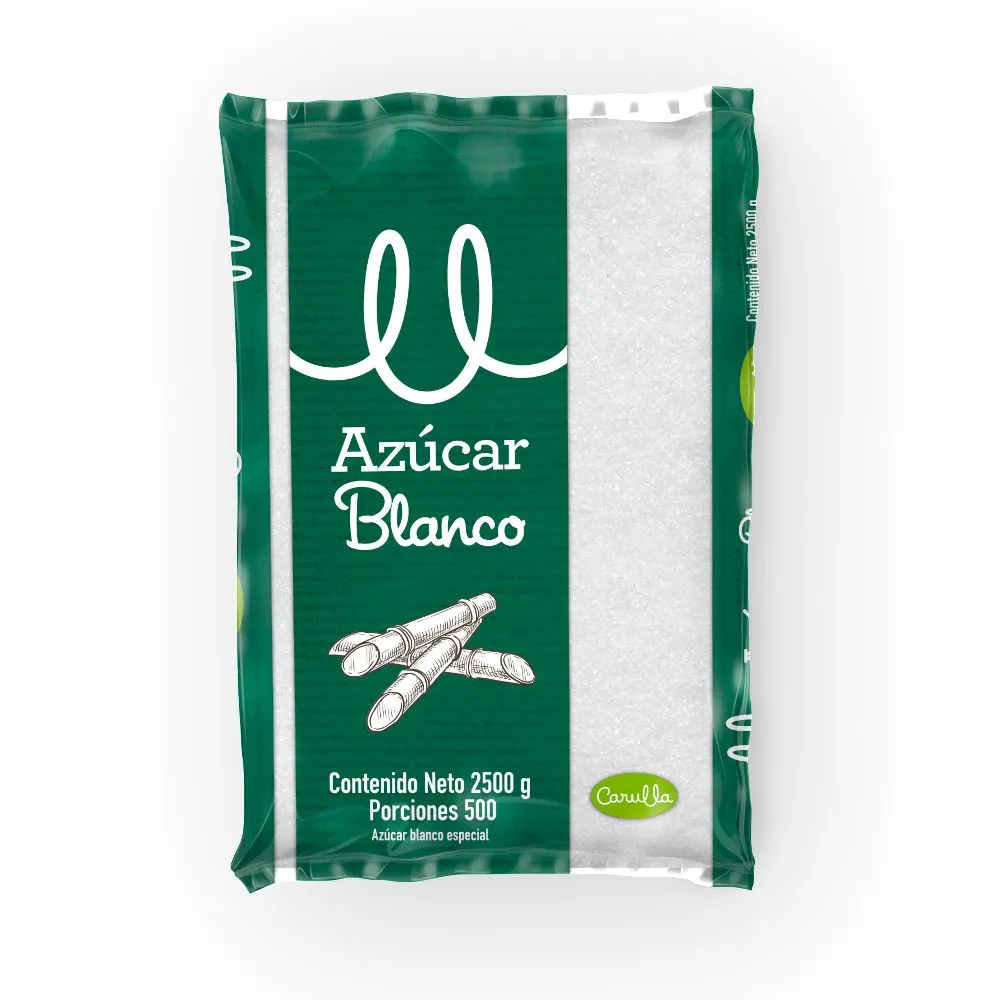 Azúcar
Blanco
Contenido Neto 2500 g
Porciones 500
Azúcar blanco especial
Carulla
Contenido Neto 2500 g